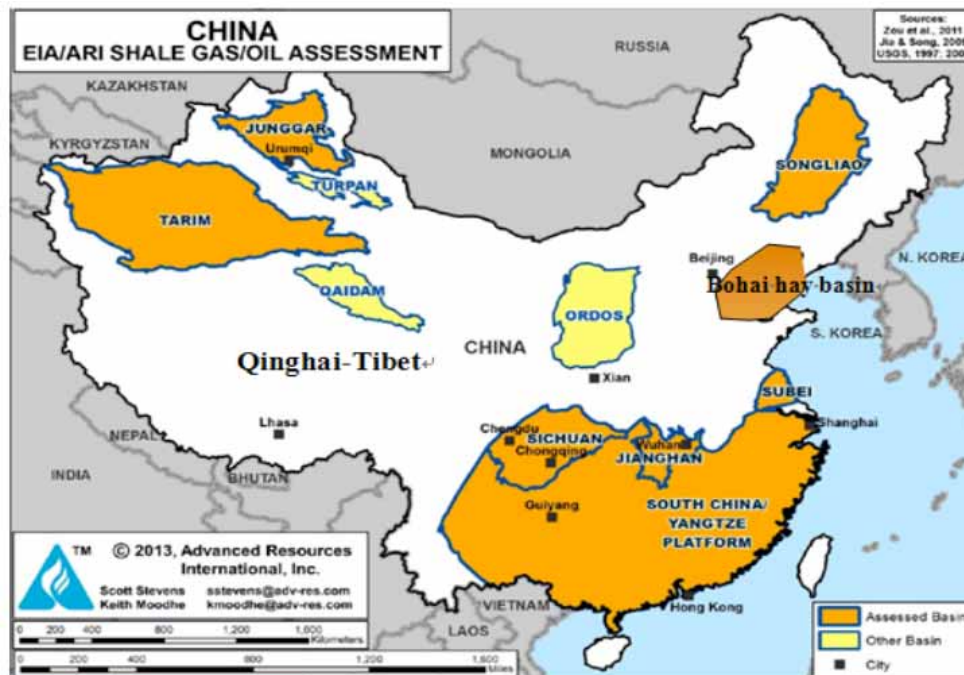 CHINA
EIA/ARI SHALE GAS/OIL ASSESSMENT
Sources:
Zou et al., 2011
Jia & Song, 200
USGS, 1997; 200
RUSSIA
KAZAKHSTAN
KYRGYZSTAN
MONGOLIA
JUNGGAR
Urumqi
TURPAN
TARIM
SONGLIAO
QAIDAM
ORDOS
Beijing
Bohai hay basin
N. KOREA
S. KOREA
CHINA
Qinghai-Tibet
Xian
Lhasa
NEPAL
INDIA
BHUTAN
SUBEI
Shanghai
Chengdu
SICHUAN
Chongqing
Wuhan
JIANGHAN
Guiyang
SOUTH CHINA/
YANGTZE
PLATFORM
Hong Kong
VIETNAM
LAOS
TM
© 2013, Advanced Resources
International, Inc.
Scott Stevens sstevens@adv-res.com
Keith Moodhe kmoodhe@adv-res.com
0 200 400 800 1,200 1,600
Kilometers
0 200 400 800 1,200 1,600
Miles
Assessed Basin
Other Basin
City